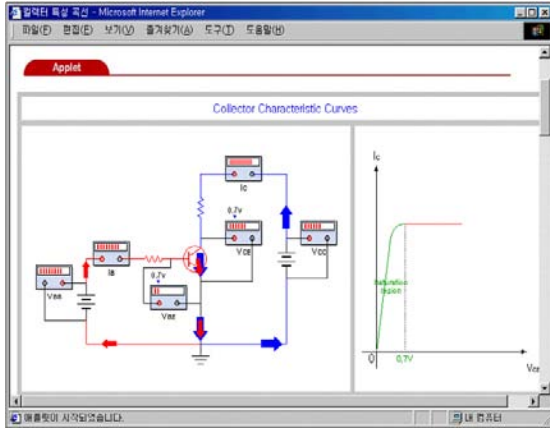 컬렉터 특성 곡선 - Microsoft Internet Explorer
파일(F) 편집(E) 보기(V) 즐겨찾기(A) 도구(T) 도움말(H)
Applet
Collector Characteristic Curves
Ic
0.7V
IB
VCE
VCC
VBB
0.7V
VBE
Ic
Saturation
region
0
0.7V
VCE
애플릿이 시작되었습니다.
내 컴퓨터